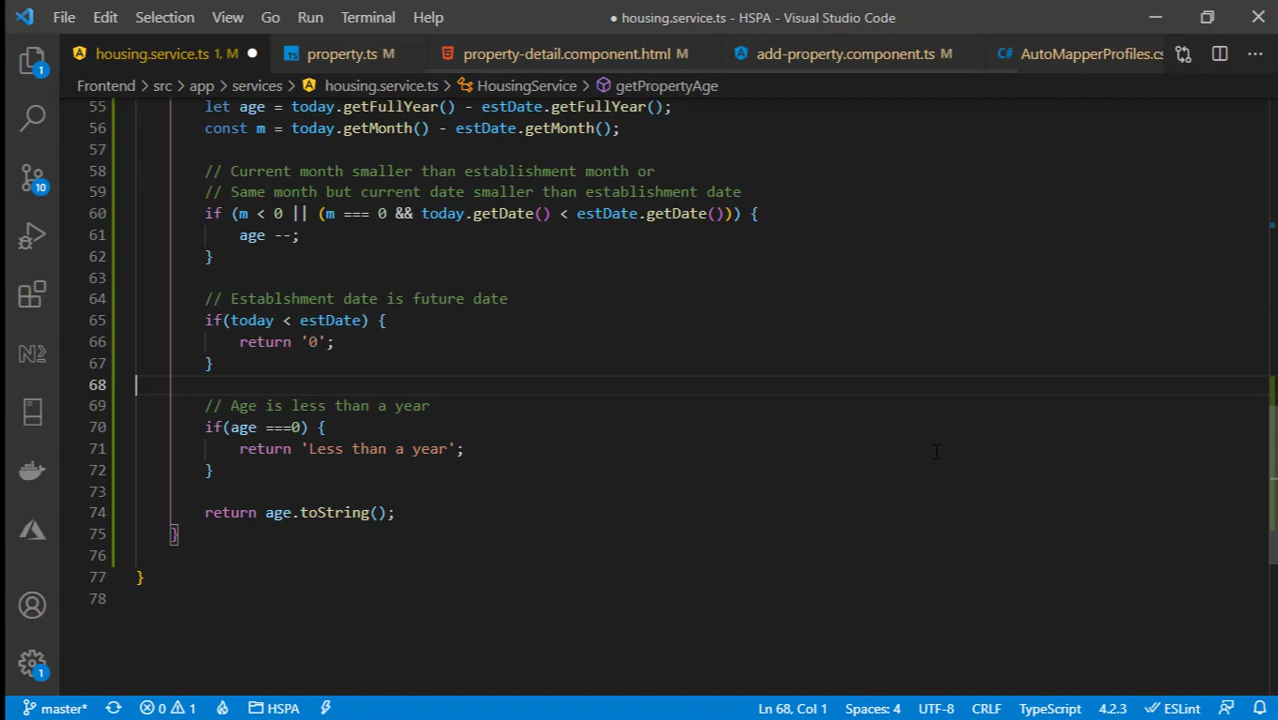 File Edit Selection View Go Run Terminal Help ● housing.service.ts - HSPA - Visual Studio Code
housing.service.ts 1, M ● property.ts M property-detail.component.html M add-property.component.ts M C# AutoMapperProfiles.cs
Frontend > src > app > services > housing.service.ts > HousingService > getPropertyAge
55 let age = today.getFullYear() - estDate.getFullYear();
56 const m = today.getMonth() - estDate.getMonth();
57
58 // Current month smaller than establishment month or
59 // Same month but current date smaller than establishment date
60 if (m < 0 || (m === 0 && today.getDate() < estDate.getDate())) {
61 age --;
62 }
63
64 // Establshment date is future date
65 if(today < estDate) {
66 return '0';
67 }
68
69 // Age is less than a year
70 if(age ===0) {
71 return 'Less than a year';
72 }
73
74 return age.toString();
75 }
76
77 }
78
1
10
N2
1
master* 0 1 HSPA Ln 68, Col 1 Spaces: 4 UTF-8 CRLF TypeScript 4.2.3 ESLint